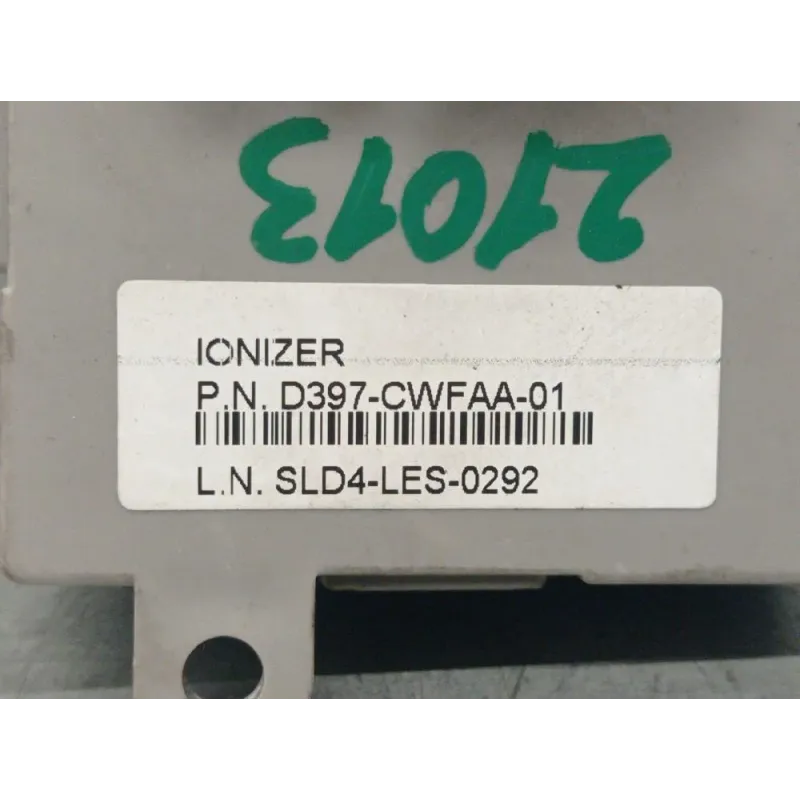 21013
IONIZER
P.N. D397-CWFAA-01
L.N. SLD4-LES-0292